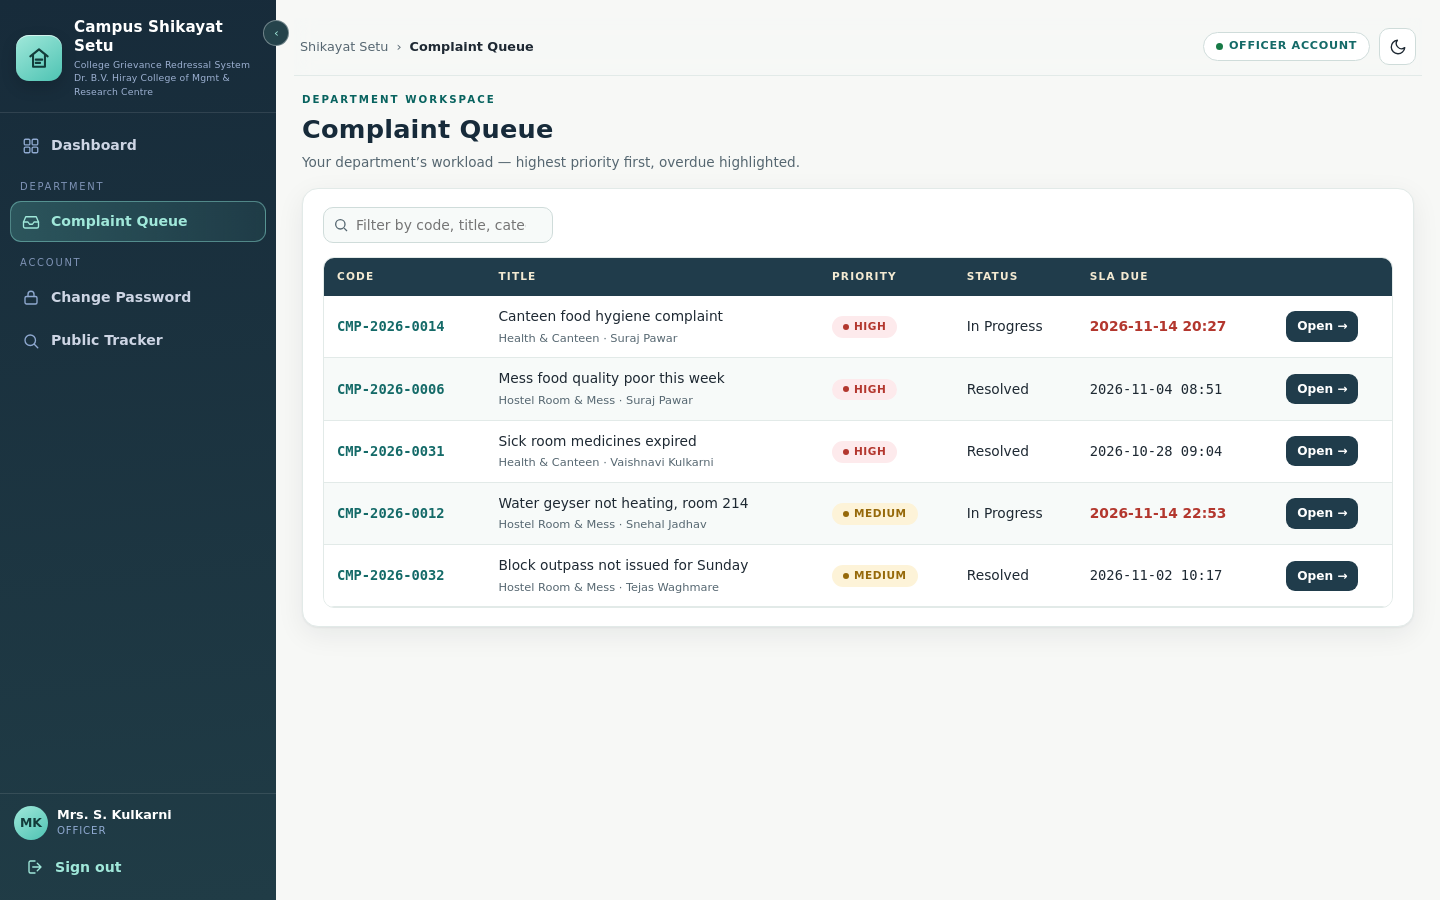 Campus Shikayat
Setu
College Grievance Redressal System
Dr. B.V. Hiray College of Mgmt &
Research Centre
‹
Dashboard
DEPARTMENT
Complaint Queue
ACCOUNT
Change Password
Public Tracker
MK
Mrs. S. Kulkarni
OFFICER
Sign out
Shikayat Setu › Complaint Queue
OFFICER ACCOUNT
DEPARTMENT WORKSPACE
Complaint Queue
Your department’s workload — highest priority first, overdue highlighted.
Filter by code, title, cate
CODE TITLE PRIORITY STATUS SLA DUE
CMP-2026-0014 Canteen food hygiene complaint HIGH In Progress 2026-11-14 20:27 Open →
Health & Canteen · Suraj Pawar
CMP-2026-0006 Mess food quality poor this week HIGH Resolved 2026-11-04 08:51 Open →
Hostel Room & Mess · Suraj Pawar
CMP-2026-0031 Sick room medicines expired HIGH Resolved 2026-10-28 09:04 Open →
Health & Canteen · Vaishnavi Kulkarni
CMP-2026-0012 Water geyser not heating, room 214 MEDIUM In Progress 2026-11-14 22:53 Open →
Hostel Room & Mess · Snehal Jadhav
CMP-2026-0032 Block outpass not issued for Sunday MEDIUM Resolved 2026-11-02 10:17 Open →
Hostel Room & Mess · Tejas Waghmare